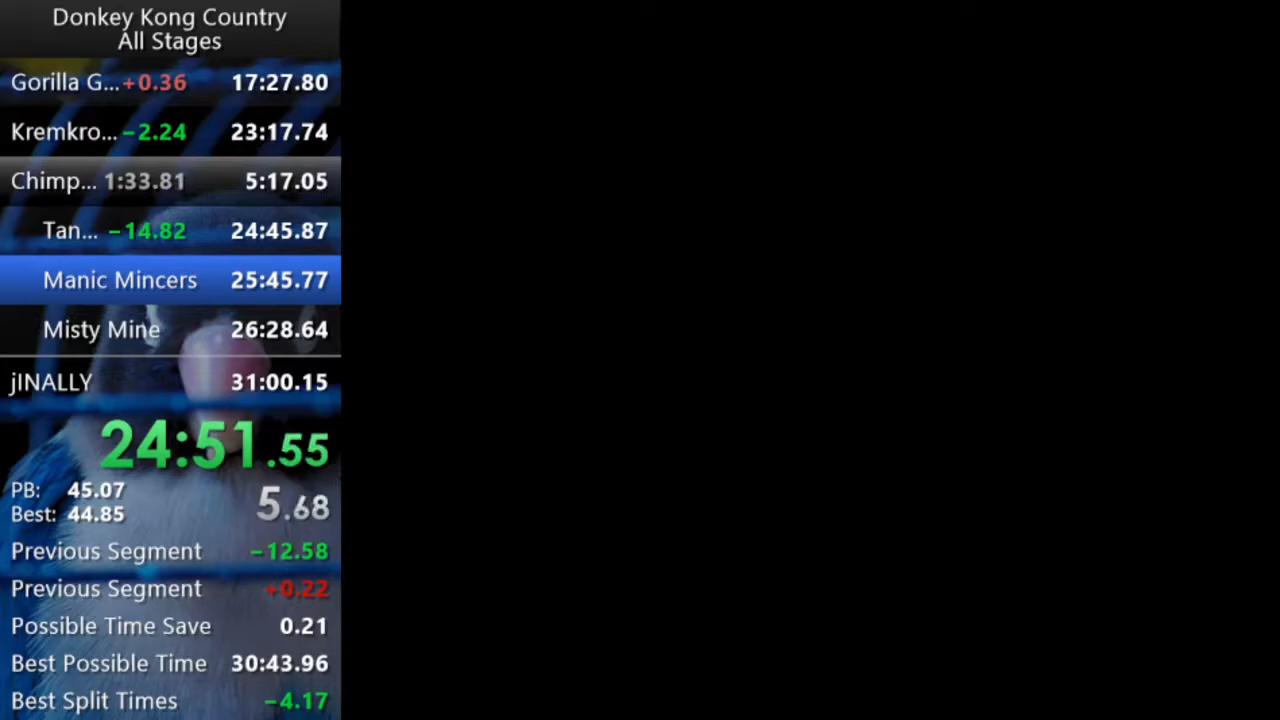 Donkey Kong Country
All Stages
Gorilla G... +0.36 17:27.80
Kremkro... −2.24 23:17.74
Chimp... 1:33.81 5:17.05
Tan... −14.82 24:45.87
Manic Mincers 25:45.77
Misty Mine 26:28.64
jINALLY 31:00.15
24:51.55
PB: 45.07
Best: 44.85
5.68
Previous Segment −12.58
Previous Segment +0.22
Possible Time Save 0.21
Best Possible Time 30:43.96
Best Split Times −4.17